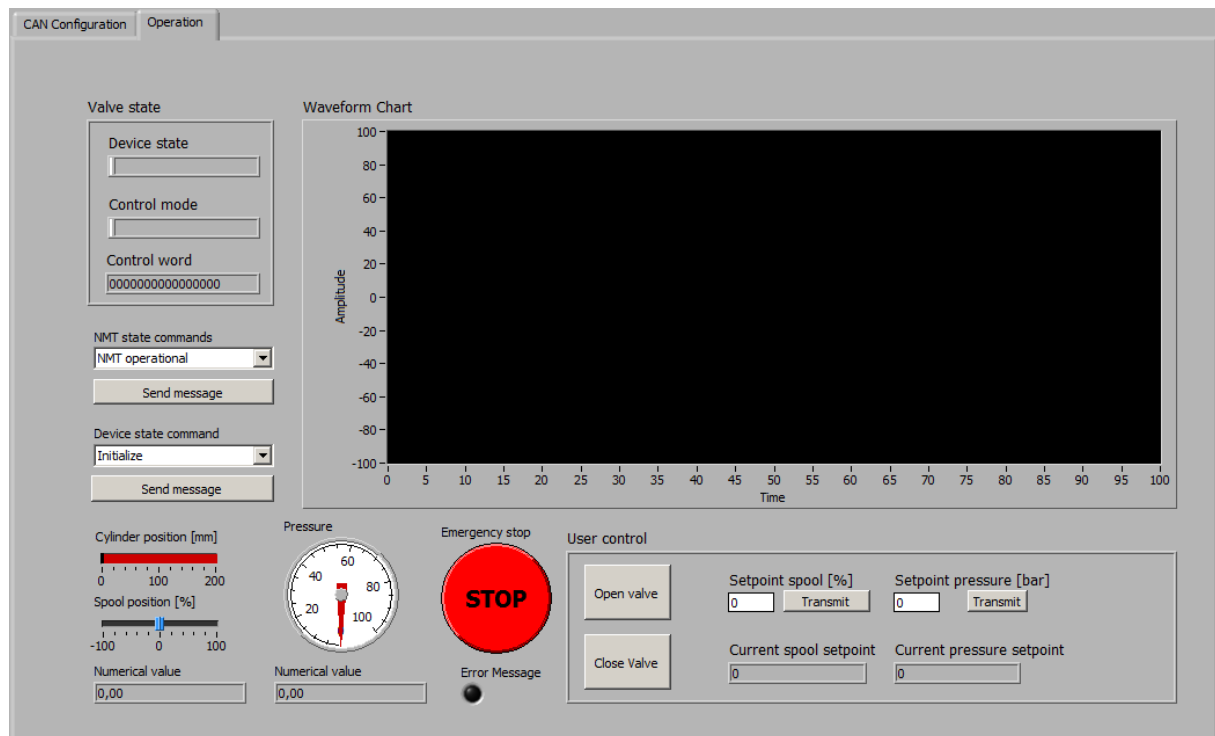 CAN Configuration
Operation
Valve state
Device state
Control mode
Control word
0000000000000000
NMT state commands
NMT operational
Send message
Device state command
Initialize
Send message
Waveform Chart
100
80
60
40
20
0
-20
-40
-60
-80
-100
Amplitude
0 5 10 15 20 25 30 35 40 45 50 55 60 65 70 75 80 85 90 95 100
Time
Cylinder position [mm]
0 100 200
Spool position [%]
-100 0 100
Numerical value
0,00
Pressure
20 40 60 80 100
Numerical value
0,00
Emergency stop
STOP
Error Message
User control
Open valve
Close Valve
Setpoint spool [%]
0 Transmit
Setpoint pressure [bar]
0 Transmit
Current spool setpoint
0
Current pressure setpoint
0